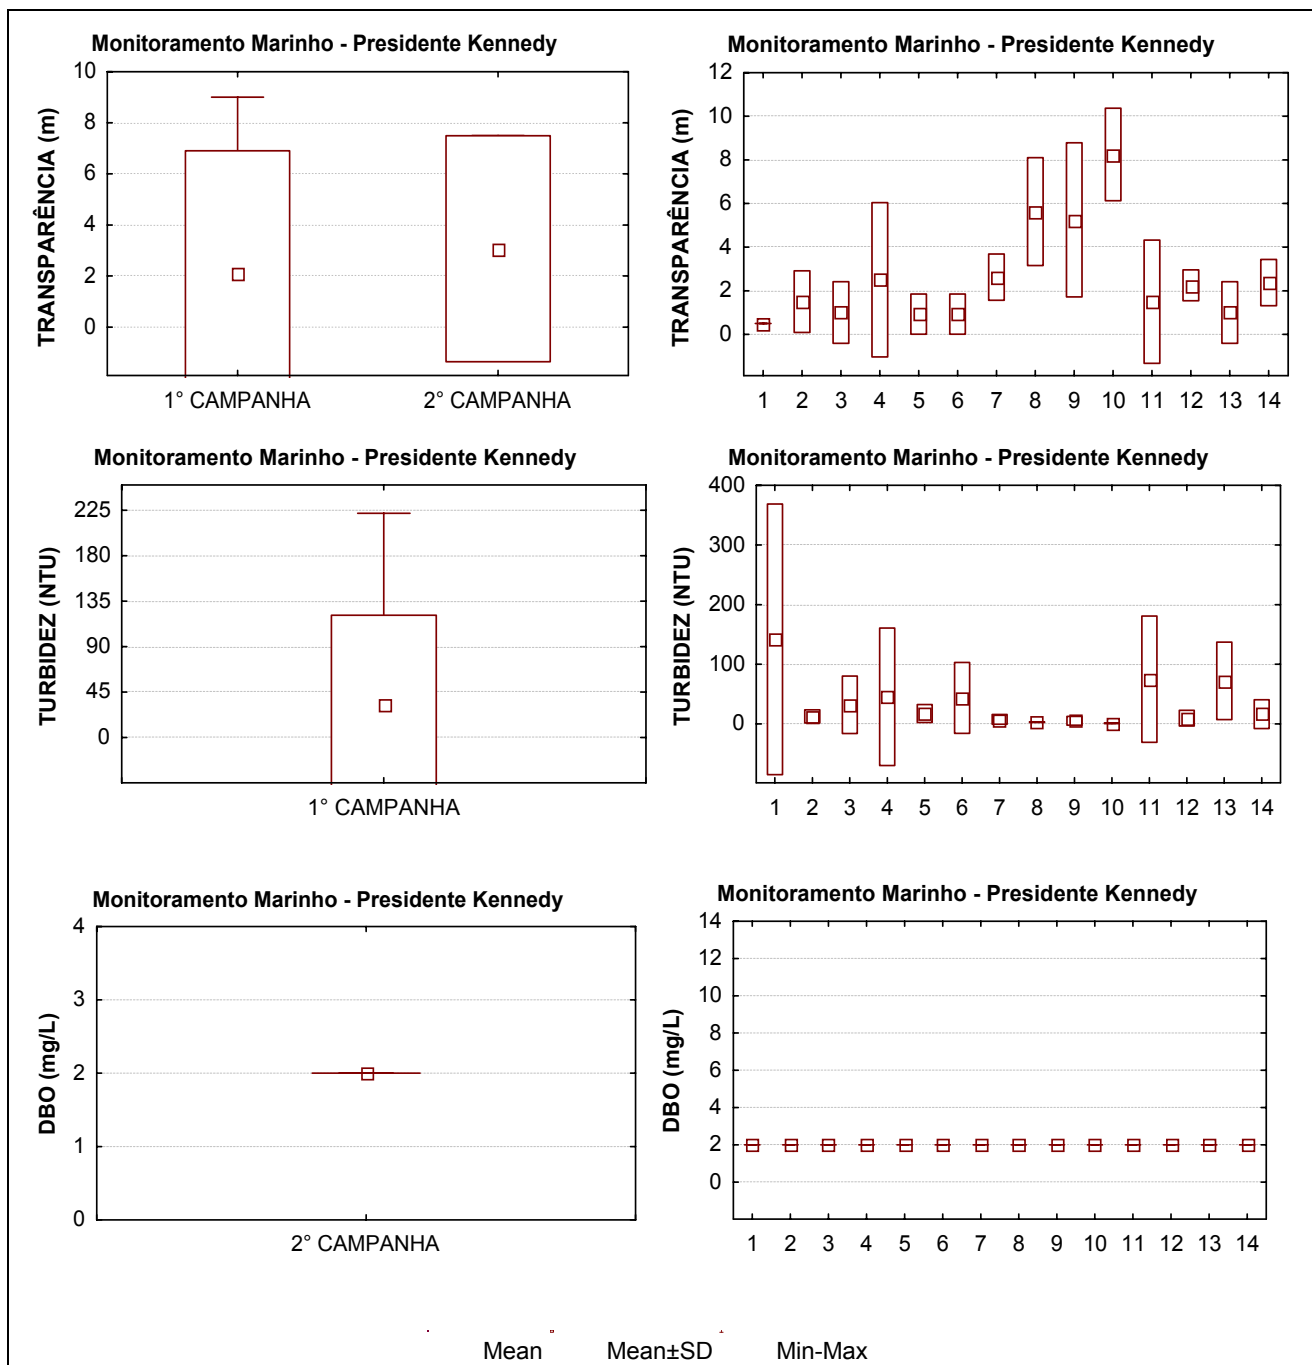 Monitoramento Marinho - Presidente Kennedy
TRANSPARÊNCIA (m)
10
8
6
4
2
0
1° CAMPANHA 2° CAMPANHA
Monitoramento Marinho - Presidente Kennedy
TRANSPARÊNCIA (m)
12
10
8
6
4
2
0
1 2 3 4 5 6 7 8 9 10 11 12 13 14
Monitoramento Marinho - Presidente Kennedy
TURBIDEZ (NTU)
225
180
135
90
45
0
1° CAMPANHA
Monitoramento Marinho - Presidente Kennedy
TURBIDEZ (NTU)
400
300
200
100
0
1 2 3 4 5 6 7 8 9 10 11 12 13 14
Monitoramento Marinho - Presidente Kennedy
DBO (mg/L)
4
3
2
1
0
2° CAMPANHA
Monitoramento Marinho - Presidente Kennedy
DBO (mg/L)
14
12
10
8
6
4
2
0
1 2 3 4 5 6 7 8 9 10 11 12 13 14
Mean Mean±SD Min-Max